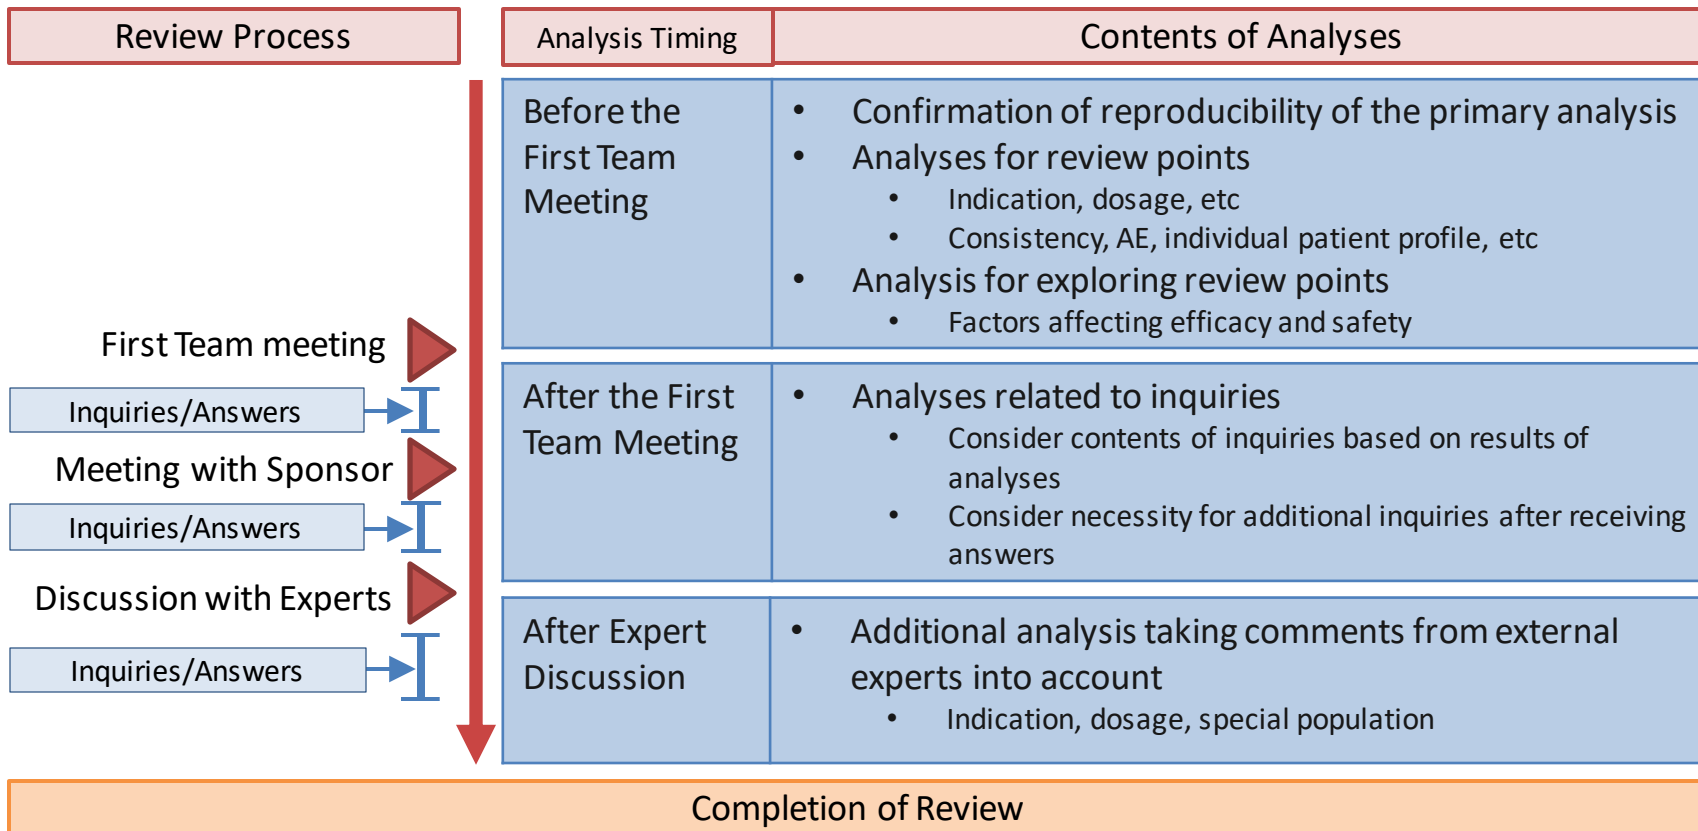 Review Process
First Team meeting
Inquiries/Answers
Meeting with Sponsor
Inquiries/Answers
Discussion with Experts
Inquiries/Answers
Analysis Timing
Contents of Analyses
Before the
First Team
Meeting
• Confirmation of reproducibility of the primary analysis
• Analyses for review points
• Indication, dosage, etc
• Consistency, AE, individual patient profile, etc
• Analysis for exploring review points
• Factors affecting efficacy and safety
After the First
Team Meeting
• Analyses related to inquiries
• Consider contents of inquiries based on results of
analyses
• Consider necessity for additional inquiries after receiving
answers
After Expert
Discussion
• Additional analysis taking comments from external
experts into account
• Indication, dosage, special population
Completion of Review